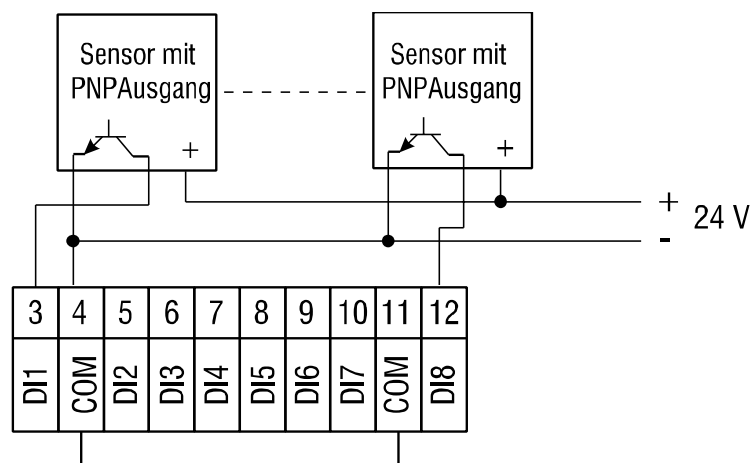 Sensor mit
PNPAusgang
+
Sensor mit
PNPAusgang
+
+
24 V
-
3 4 5 6 7 8 9 10 11 12
DI1 COM DI2 DI3 DI4 DI5 DI6 DI7 COM DI8